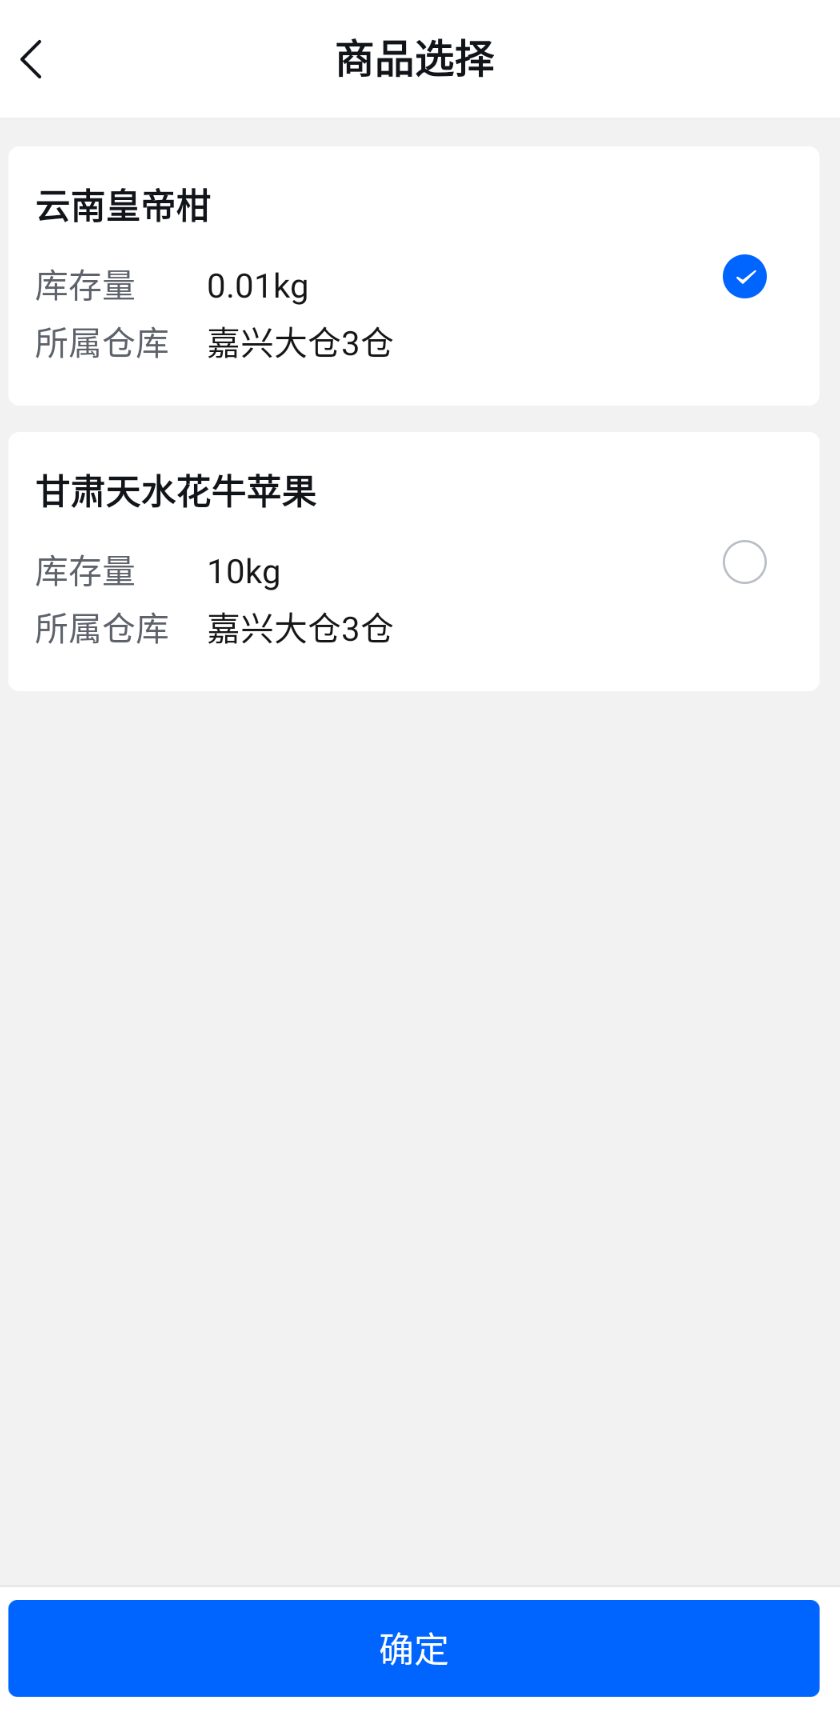 商品选择
云南皇帝柑
库存量 0.01kg
所属仓库 嘉兴大仓3仓
甘肃天水花牛苹果
库存量 10kg
所属仓库 嘉兴大仓3仓
确定